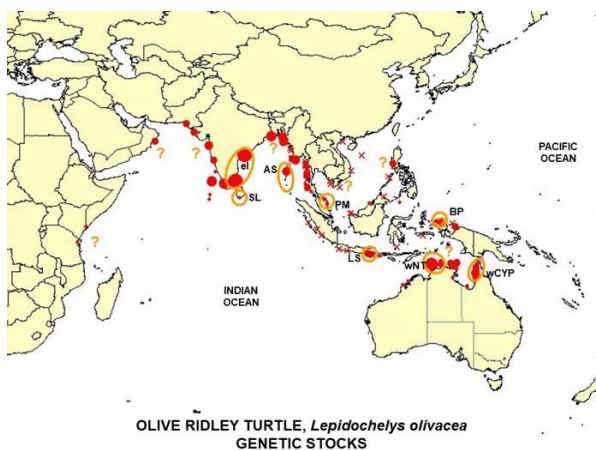 PACIFIC
OCEAN
?
?
?
?
eI
AS
?
SL
PM
BP
?
?
LS
wNT
wCYP
INDIAN
OCEAN
OLIVE RIDLEY TURTLE, Lepidochelys olivacea
GENETIC STOCKS